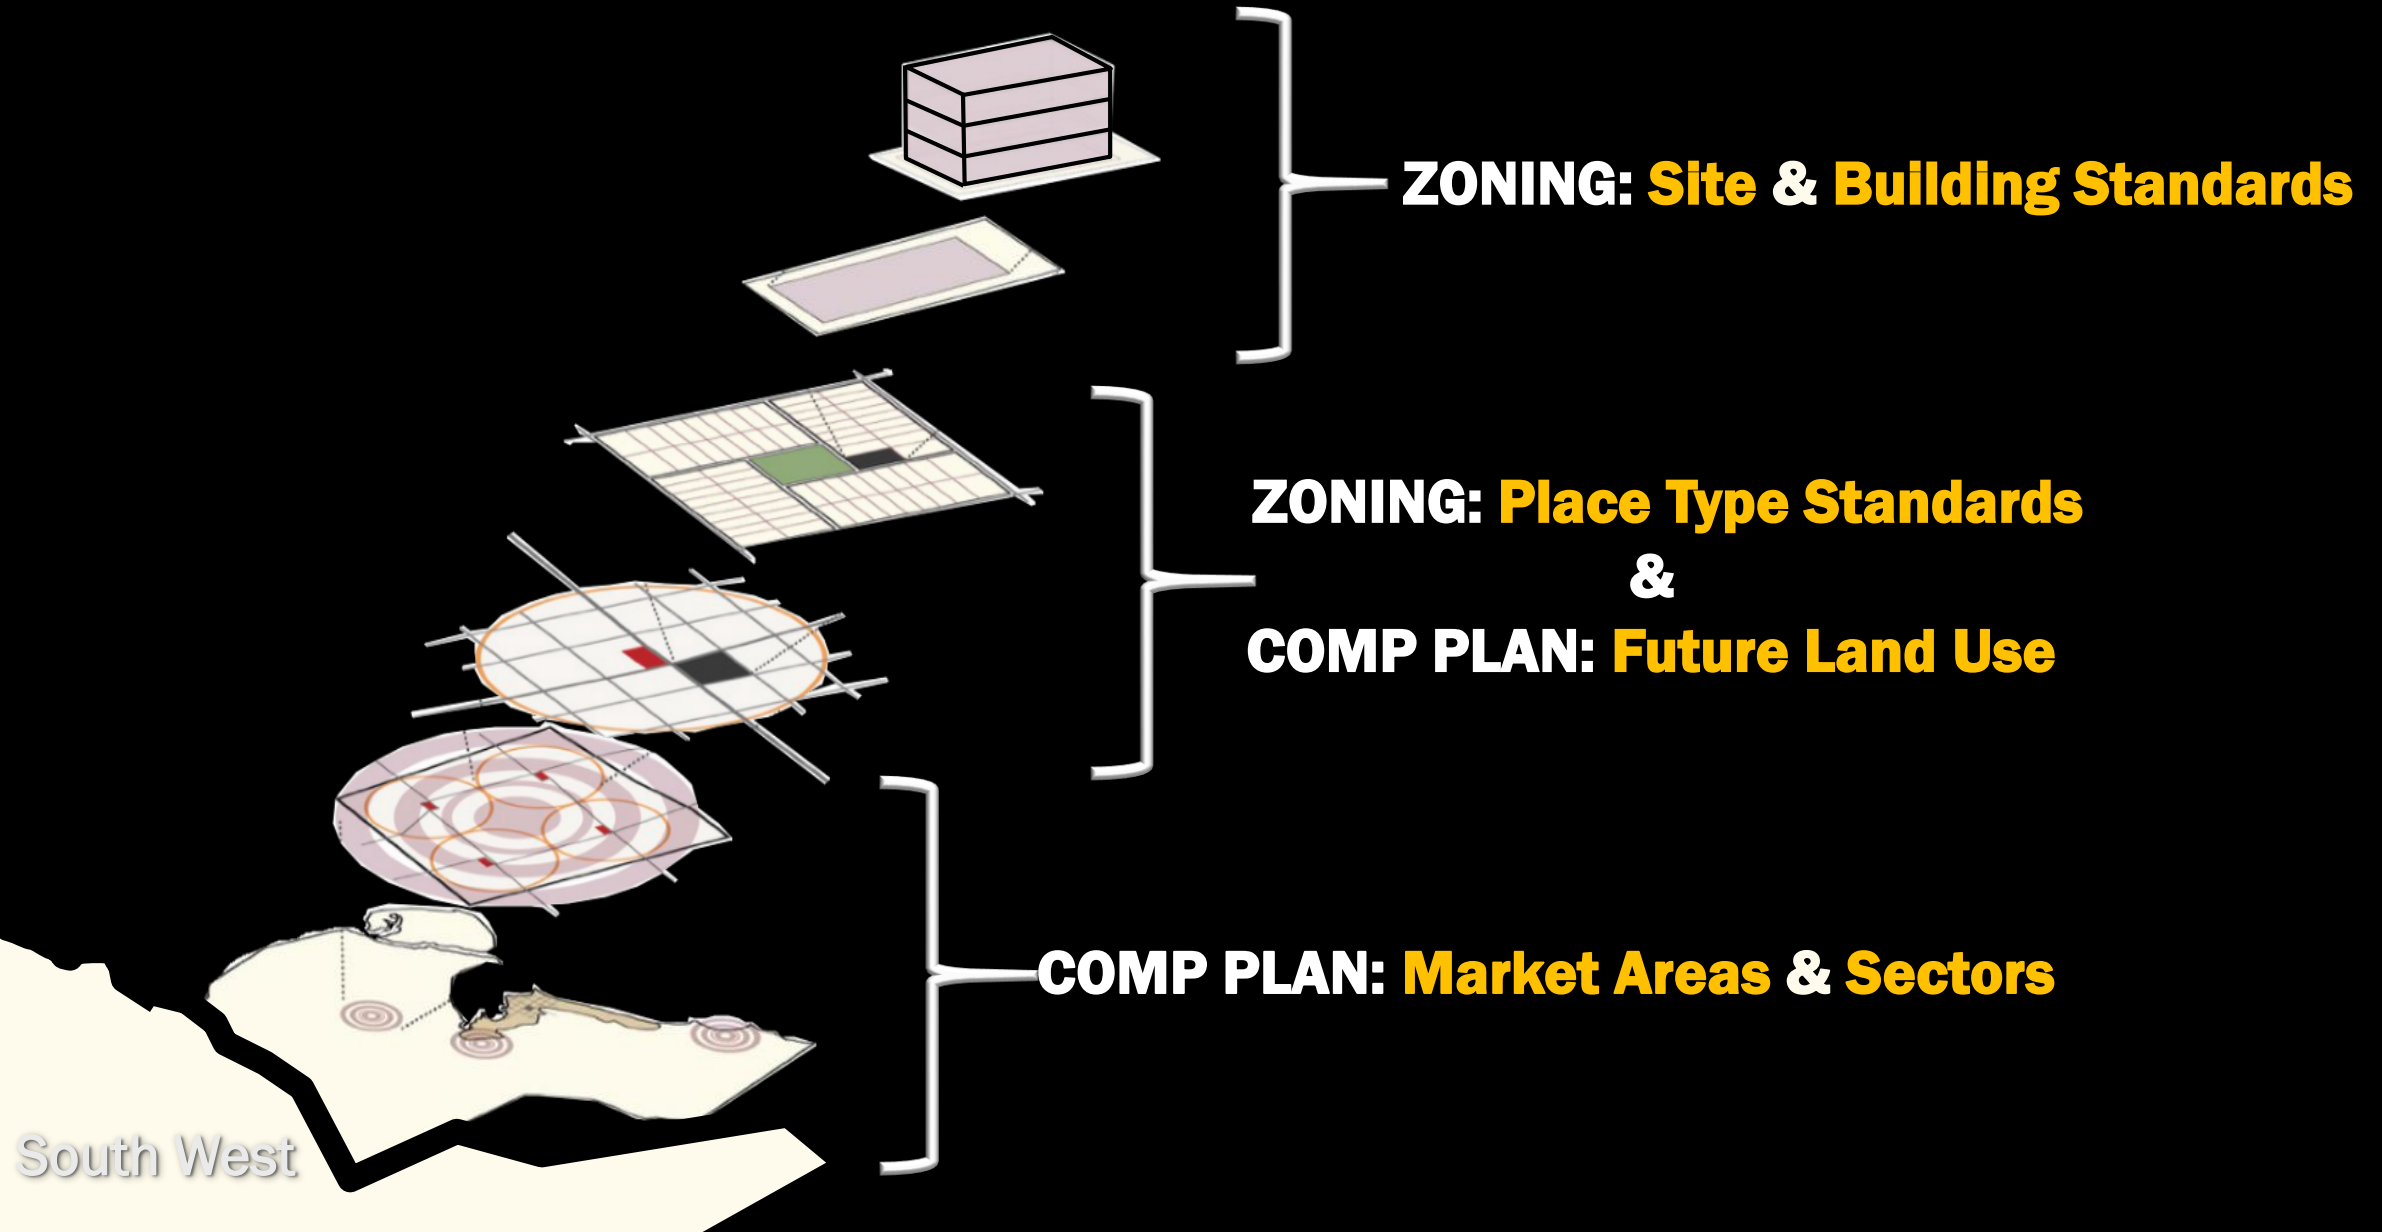 ZONING: Site & Building Standards
ZONING: Place Type Standards
&
COMP PLAN: Future Land Use
COMP PLAN: Market Areas & Sectors
South West